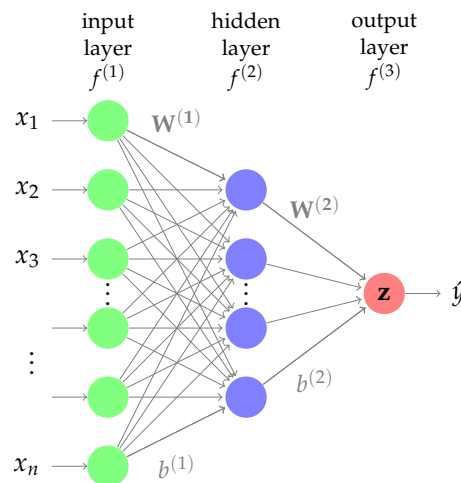 input hidden output
layer layer layer
f⁽¹⁾ f⁽²⁾ f⁽³⁾
x₁
W⁽¹⁾
x₂
W⁽²⁾
x₃
z
ŷ
b⁽²⁾
xₙ
b⁽¹⁾